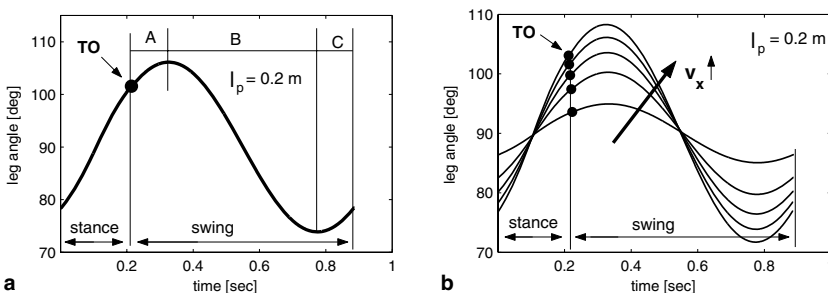 115
110
100
90
80
70
leg angle [deg]
TO
A B C
l_p = 0.2 m
stance swing
0.2 0.4 0.6 0.8 1
time [sec]
a
110
100
90
80
70
leg angle [deg]
TO
l_p = 0.2 m
v_x
stance swing
0 0.2 0.4 0.6 0.8
time [sec]
b